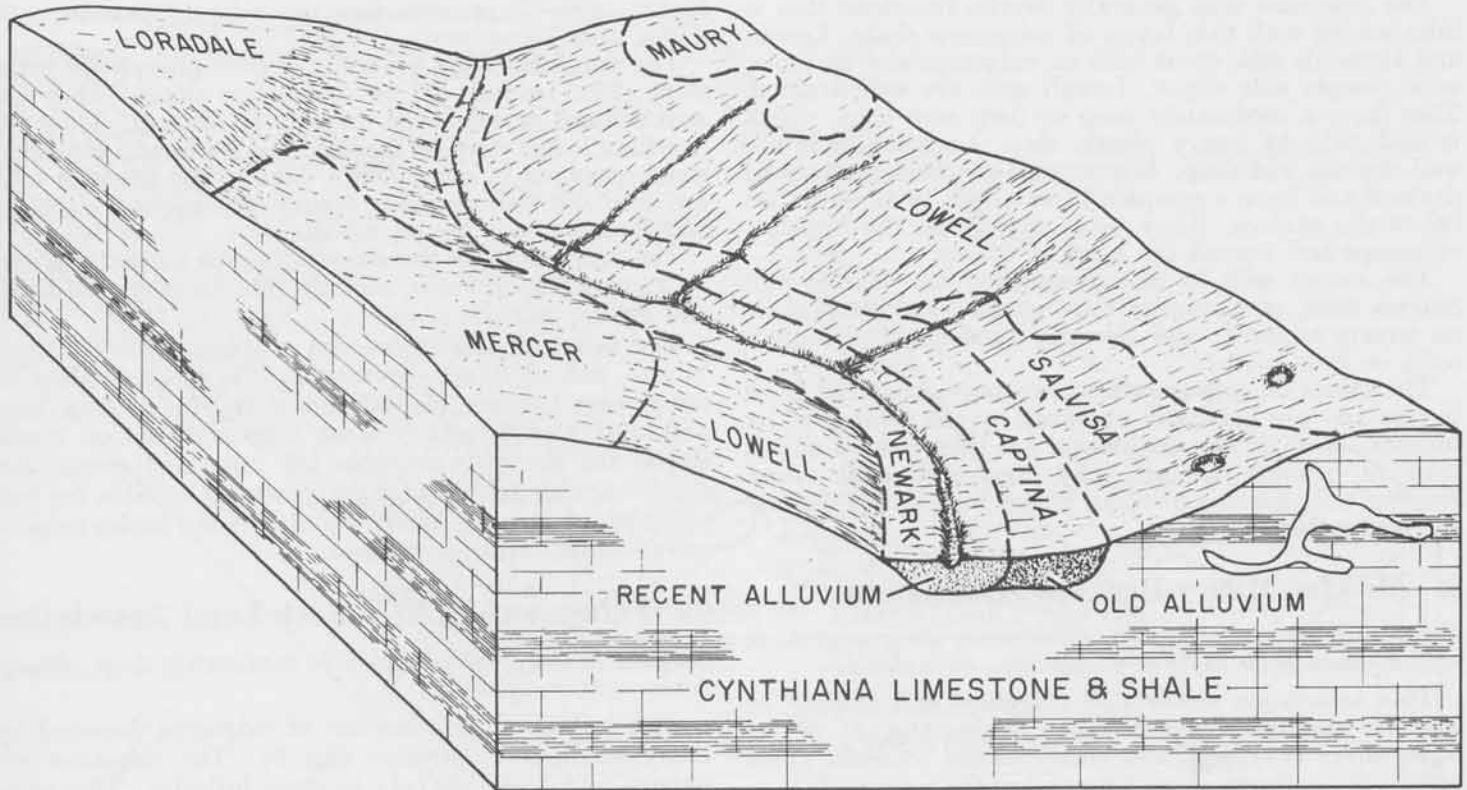 LORADALE
MAURY
LOWELL
MERCER
SALVISA
LOWELL
NEWARK
CAPTINA
RECENT ALLUVIUM
OLD ALLUVIUM
CYNTHIANA LIMESTONE & SHALE